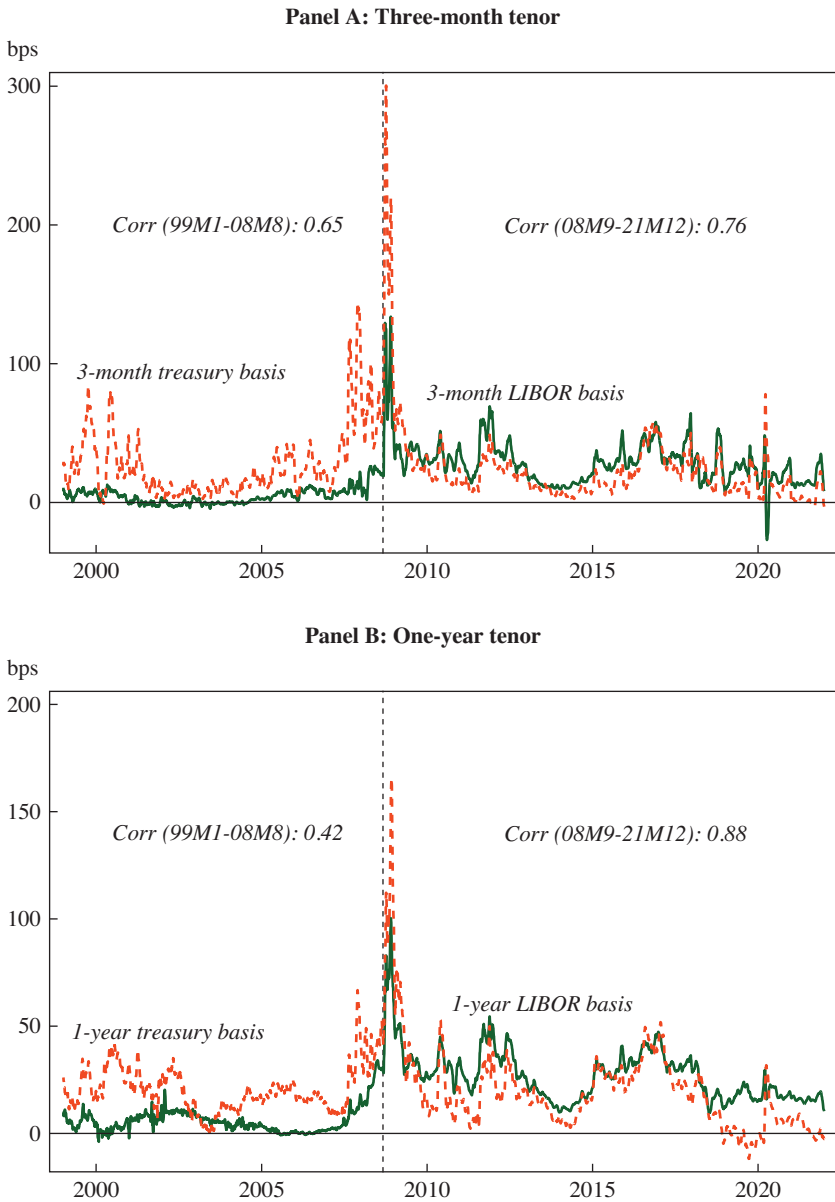 Panel A: Three-month tenor
bps
300
200
100
0
Corr (99M1-08M8): 0.65
Corr (08M9-21M12): 0.76
3-month treasury basis
3-month LIBOR basis
2000 2005 2010 2015 2020
Panel B: One-year tenor
bps
200
150
100
50
0
Corr (99M1-08M8): 0.42
Corr (08M9-21M12): 0.88
1-year treasury basis
1-year LIBOR basis
2000 2005 2010 2015 2020